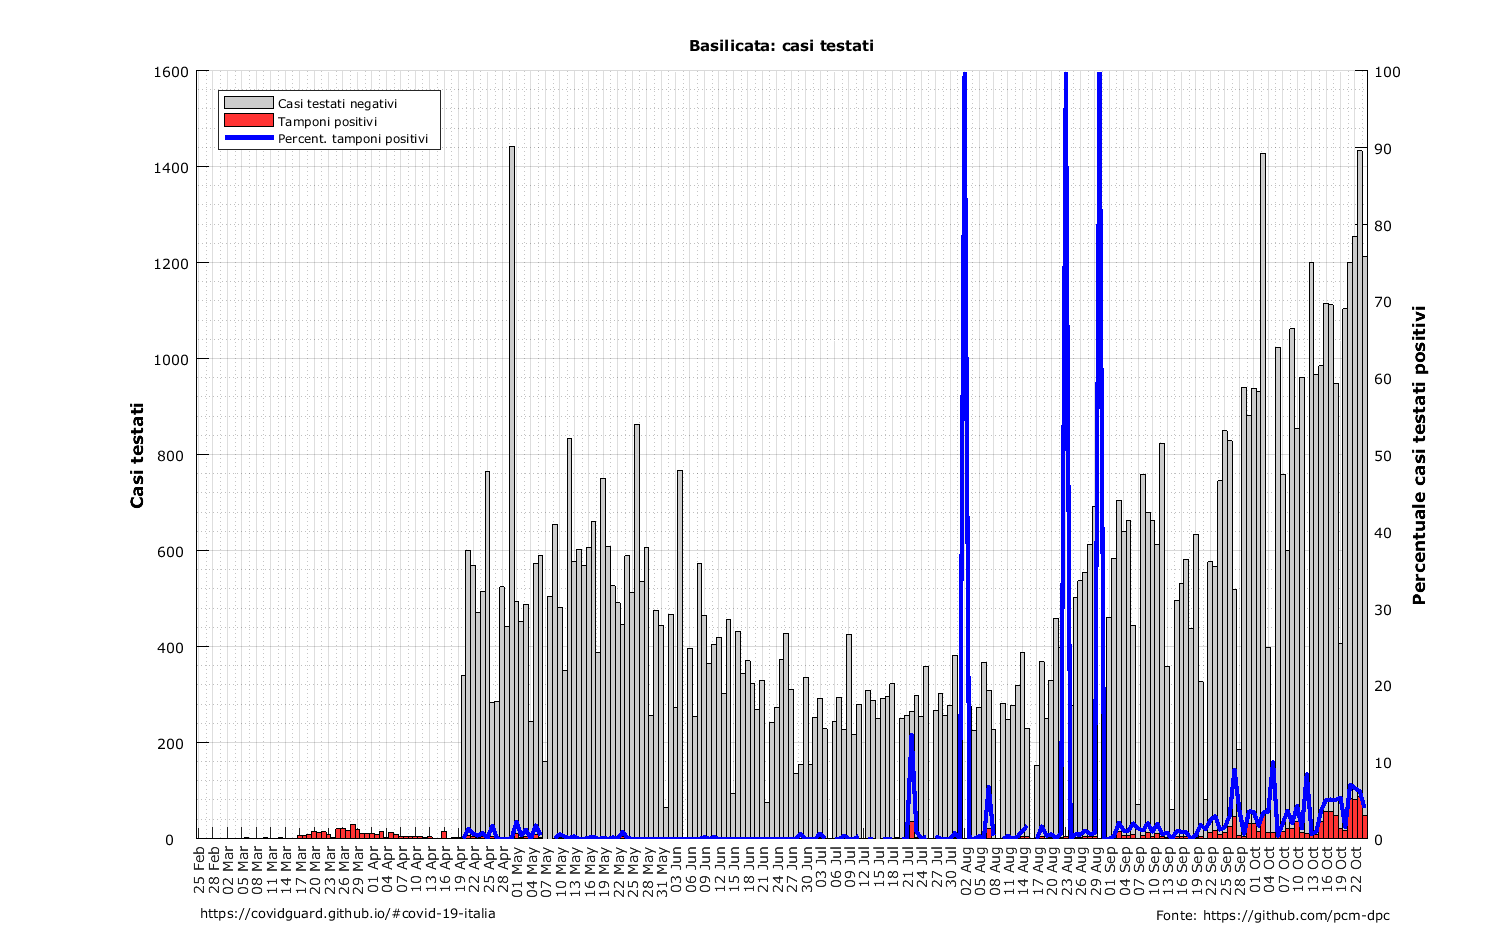 Basilicata: casi testati
1600
1400
1200
1000
800
600
400
200
0
100
90
80
70
60
50
40
30
20
10
0
Casi testati negativi
Tamponi positivi
Percent. tamponi positivi
Casi testati
Percentuale casi testati positivi
25 Feb
28 Feb
02 Mar
05 Mar
08 Mar
11 Mar
14 Mar
17 Mar
20 Mar
23 Mar
26 Mar
29 Mar
01 Apr
04 Apr
07 Apr
10 Apr
13 Apr
16 Apr
19 Apr
22 Apr
25 Apr
28 Apr
01 May
04 May
07 May
10 May
13 May
16 May
19 May
22 May
25 May
28 May
31 May
03 Jun
06 Jun
09 Jun
12 Jun
15 Jun
18 Jun
21 Jun
24 Jun
27 Jun
30 Jun
03 Jul
06 Jul
09 Jul
12 Jul
15 Jul
18 Jul
21 Jul
24 Jul
27 Jul
30 Jul
02 Aug
05 Aug
08 Aug
11 Aug
14 Aug
17 Aug
20 Aug
23 Aug
26 Aug
29 Aug
01 Sep
04 Sep
07 Sep
10 Sep
13 Sep
16 Sep
19 Sep
22 Sep
25 Sep
28 Sep
01 Oct
04 Oct
07 Oct
10 Oct
13 Oct
16 Oct
19 Oct
22 Oct
https://covidguard.github.io/#covid-19-italia
Fonte: https://github.com/pcm-dpc